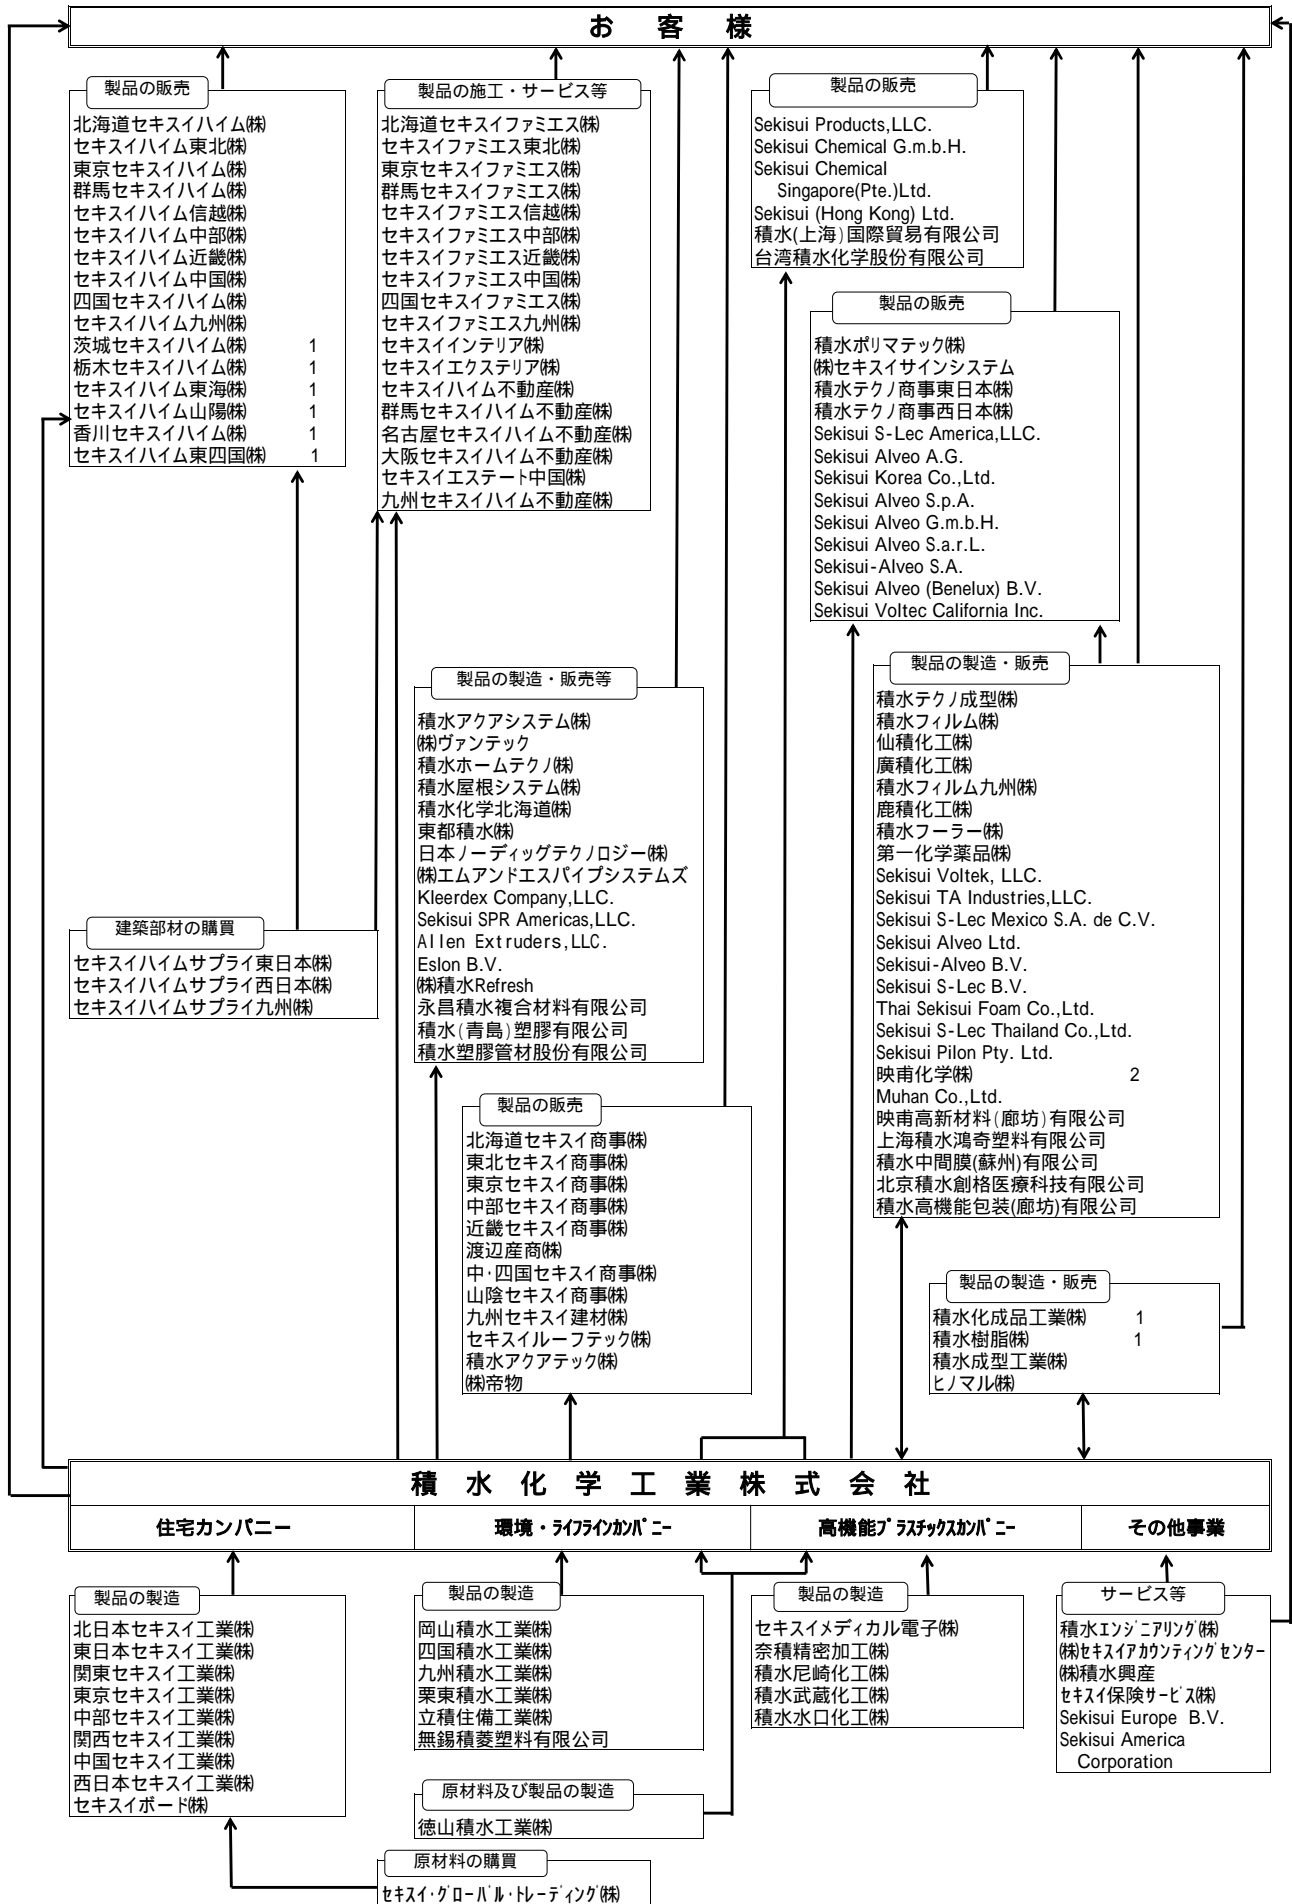 お 客 様
製品の販売
北海道セキスイハイム㈱
セキスイハイム東北㈱
東京セキスイハイム㈱
群馬セキスイハイム㈱
セキスイハイム信越㈱
セキスイハイム中部㈱
セキスイハイム近畿㈱
セキスイハイム中国㈱
四国セキスイハイム㈱
セキスイハイム九州㈱
茨城セキスイハイム㈱ 1
栃木セキスイハイム㈱ 1
セキスイハイム東海㈱ 1
セキスイハイム山陽㈱ 1
香川セキスイハイム㈱ 1
セキスイハイム東四国㈱ 1
製品の施工・サービス等
北海道セキスイファミエス㈱
セキスイファミエス東北㈱
東京セキスイファミエス㈱
群馬セキスイファミエス㈱
セキスイファミエス信越㈱
セキスイファミエス中部㈱
セキスイファミエス近畿㈱
セキスイファミエス中国㈱
四国セキスイファミエス㈱
セキスイファミエス九州㈱
セキスイインテリア㈱
セキスイエクステリア㈱
セキスイハイム不動産㈱
群馬セキスイハイム不動産㈱
名古屋セキスイハイム不動産㈱
大阪セキスイハイム不動産㈱
セキスイエステート中国㈱
九州セキスイハイム不動産㈱
製品の販売
Sekisui Products,LLC.
Sekisui Chemical G.m.b.H.
Sekisui Chemical
Singapore(Pte.)Ltd.
Sekisui (Hong Kong) Ltd.
積水(上海)国際貿易有限公司
台湾積水化学股份有限公司
製品の販売
積水ポリマテック㈱
㈱セキスイサインシステム
積水テクノ商事東日本㈱
積水テクノ商事西日本㈱
Sekisui S-Lec America,LLC.
Sekisui Alveo A.G.
Sekisui Korea Co.,Ltd.
Sekisui Alveo S.p.A.
Sekisui Alveo G.m.b.H.
Sekisui Alveo S.a.r.L.
Sekisui-Alveo S.A.
Sekisui Alveo (Benelux) B.V.
Sekisui Voltec California Inc.
製品の製造・販売等
積水アクアシステム㈱
㈱ヴァンテック
積水ホームテクノ㈱
積水屋根システム㈱
積水化学北海道㈱
東都積水㈱
日本ノーディッグテクノロジー㈱
㈱エムアンドエスパイプシステムズ
Kleerdex Company,LLC.
Sekisui SPR Americas,LLC.
Allen Extruders,LLC.
Eslon B.V.
㈱積水Refresh
永昌積水複合材料有限公司
積水(青島)塑膠有限公司
積水塑膠管材股份有限公司
製品の製造・販売
積水テクノ成型㈱
積水フィルム㈱
仙積化工㈱
廣積化工㈱
積水フィルム九州㈱
鹿積化工㈱
積水フーラー㈱
第一化学薬品㈱
Sekisui Voltek, LLC.
Sekisui TA Industries,LLC.
Sekisui S-Lec Mexico S.A. de C.V.
Sekisui Alveo Ltd.
Sekisui-Alveo B.V.
Sekisui S-Lec B.V.
Thai Sekisui Foam Co.,Ltd.
Sekisui S-Lec Thailand Co.,Ltd.
Sekisui Pilon Pty. Ltd.
映甫化学㈱ 2
Muhan Co.,Ltd.
映甫高新材料(廊坊)有限公司
上海積水鴻奇塑料有限公司
積水中間膜(蘇州)有限公司
北京積水創格医療科技有限公司
積水高機能包装(廊坊)有限公司
建築部材の購買
セキスイハイムサプライ東日本㈱
セキスイハイムサプライ西日本㈱
セキスイハイムサプライ九州㈱
製品の販売
北海道セキスイ商事㈱
東北セキスイ商事㈱
東京セキスイ商事㈱
中部セキスイ商事㈱
近畿セキスイ商事㈱
渡辺産商㈱
中・四国セキスイ商事㈱
山陰セキスイ商事㈱
九州セキスイ建材㈱
セキスイルーフテック㈱
積水アクアテック㈱
㈱帝物
製品の製造・販売
積水化成品工業㈱ 1
積水樹脂㈱ 1
積水成型工業㈱
ヒノマル㈱
積 水 化 学 工 業 株 式 会 社
住宅カンパニー
環境・ﾗｲﾌﾗｲﾝｶﾝﾊﾟﾆｰ
高機能ﾌﾟﾗｽﾁｯｸｽｶﾝﾊﾟﾆｰ
その他事業
製品の製造
北日本セキスイ工業㈱
東日本セキスイ工業㈱
関東セキスイ工業㈱
東京セキスイ工業㈱
中部セキスイ工業㈱
関西セキスイ工業㈱
中国セキスイ工業㈱
西日本セキスイ工業㈱
セキスイボード㈱
製品の製造
岡山積水工業㈱
四国積水工業㈱
九州積水工業㈱
栗東積水工業㈱
立積住備工業㈱
無錫積菱塑料有限公司
製品の製造
セキスイメディカル電子㈱
奈積精密加工㈱
積水尼崎化工㈱
積水武蔵化工㈱
積水水口化工㈱
サービス等
積水ｴﾝｼﾞﾆｱﾘﾝｸﾞ㈱
㈱ｾｷｽｲｱｶｳﾝﾃｨﾝｸﾞｾﾝﾀｰ
㈱積水興産
ｾｷｽｲ保険ｻｰﾋﾞｽ㈱
Sekisui Europe B.V.
Sekisui America
Corporation
原材料及び製品の製造
徳山積水工業㈱
原材料の購買
ｾｷｽｲ・ｸﾞﾛｰﾊﾞﾙ・ﾄﾚｰﾃﾞｨﾝｸﾞ㈱